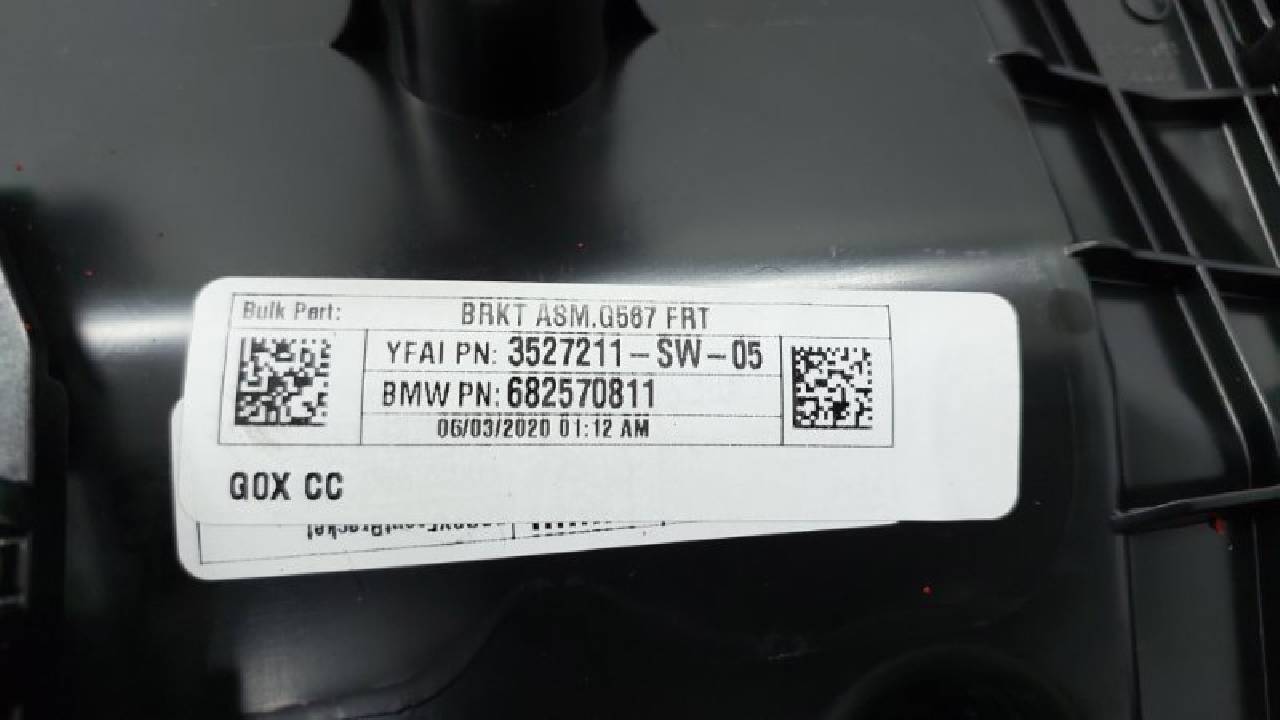 Bulk Part: BRKT ASM.G567 FRT
YFAI PN: 3527211-SW-05
BMW PN: 682570811
06/03/2020 01:12 AM
G0X CC
FrontBracket